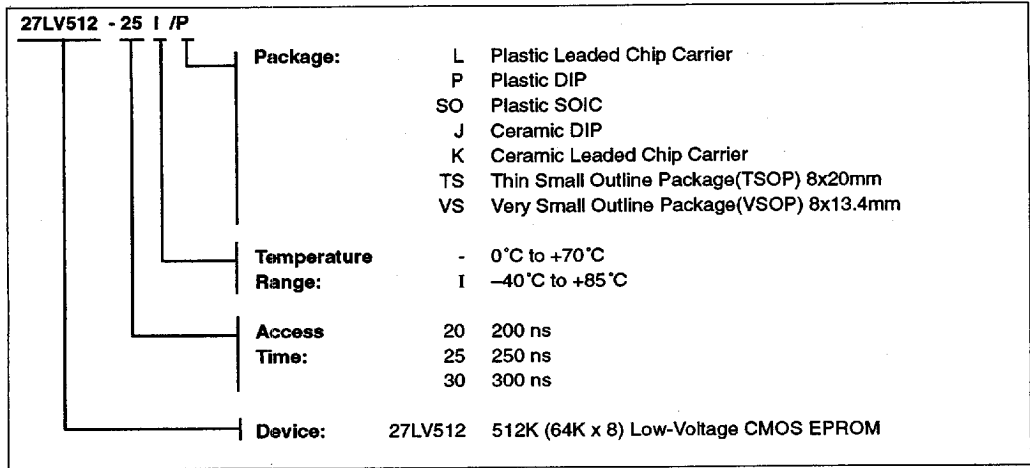 27LV512 - 25 I /P
Package: L Plastic Leaded Chip Carrier
P Plastic DIP
SO Plastic SOIC
J Ceramic DIP
K Ceramic Leaded Chip Carrier
TS Thin Small Outline Package(TSOP) 8x20mm
VS Very Small Outline Package(VSOP) 8x13.4mm
Temperature - 0°C to +70°C
Range: I –40°C to +85°C
Access 20 200 ns
Time: 25 250 ns
30 300 ns
Device: 27LV512 512K (64K x 8) Low-Voltage CMOS EPROM